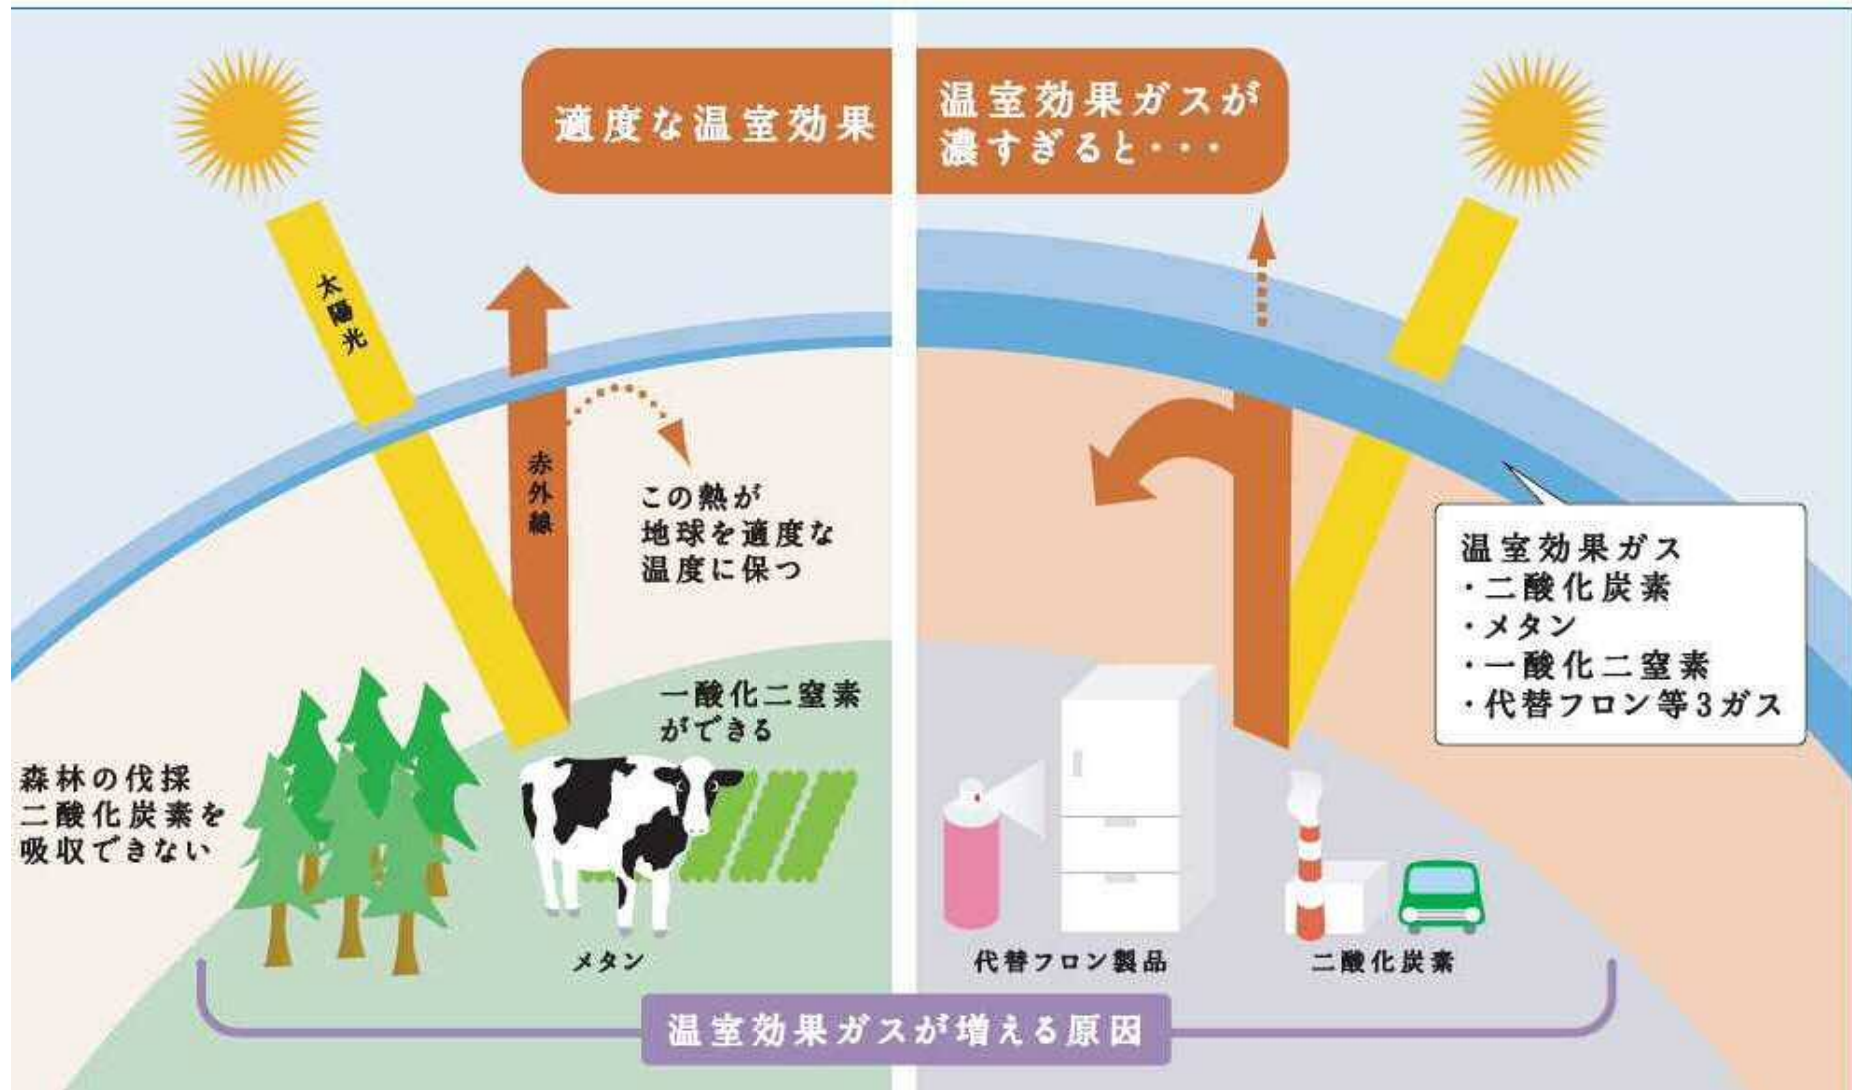 適度な温室効果
温室効果ガスが
濃すぎると・・・
太陽光
赤外線
この熱が
地球を適度な
温度に保つ
温室効果ガス
・二酸化炭素
・メタン
・一酸化二窒素
・代替フロン等3ガス
一酸化二窒素
ができる
森林の伐採
二酸化炭素を
吸収できない
メタン
代替フロン製品
二酸化炭素
温室効果ガスが増える原因